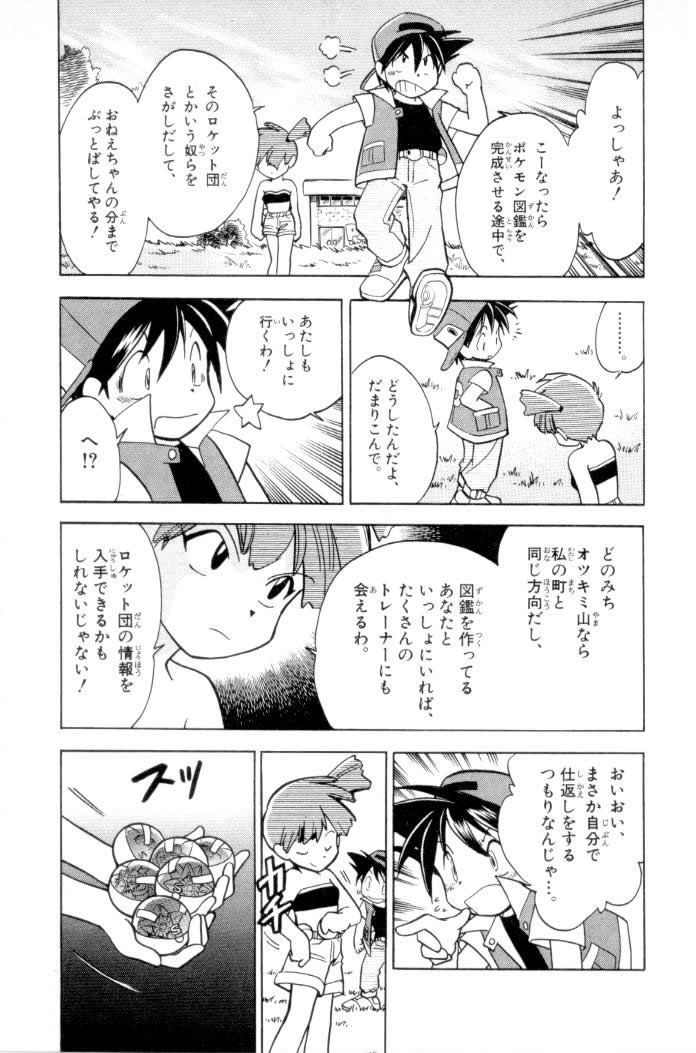 よっしゃあ!
こーなったら
ポケモン図鑑を
完成させる途中で、
そのロケット団
とかいう奴らを
さがしだして、
おねえちゃんの分まで
ぶっとばしてやる!
………。
どうしたんだよ、
だまりこんで。
あたしも
いっしょに
行くわ!
へ!?
どのみち
オツキミ山なら
私の町と
同じ方向だし、
図鑑を作ってる
あなたと
いっしょにいれば、
たくさんの
トレーナーにも
会えるわ。
ロケット団の情報を
入手できるかも
しれないじゃない!
おいおい、
まさか自分で
仕返しをする
つもりなんじゃ…。
カチ
スッ